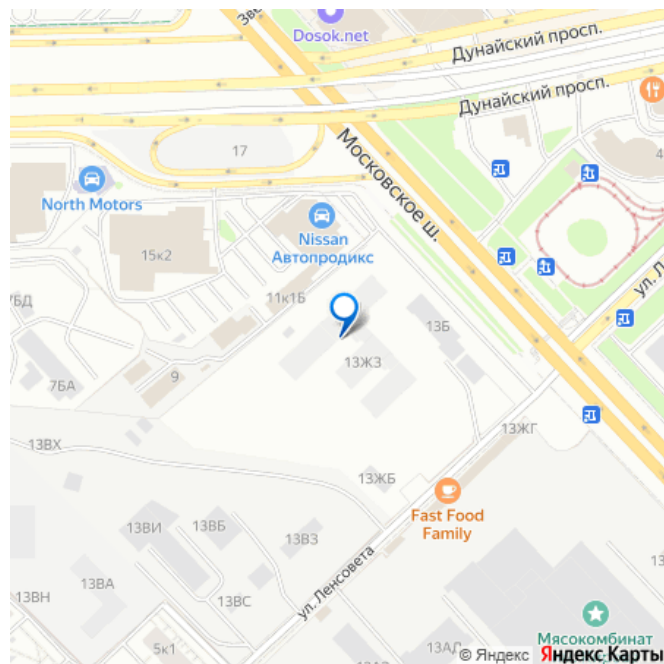 Dosok.net
Дунайский просп.
Дунайский просп.
17
Московское ш.
North Motors
Nissan
Автопродикс
15к2
11к1Б
13Б
7БА
9
13ЖЗ
13ВХ
13ЖГ
13ЖБ
Fast Food
Family
13ВИ
13ВБ
13ВЗ
13ВА
13ВН
13ВС
ул. Ленсовета
5к1
13АД
Мясокомбинат
© Яндекс Яндекс Карты